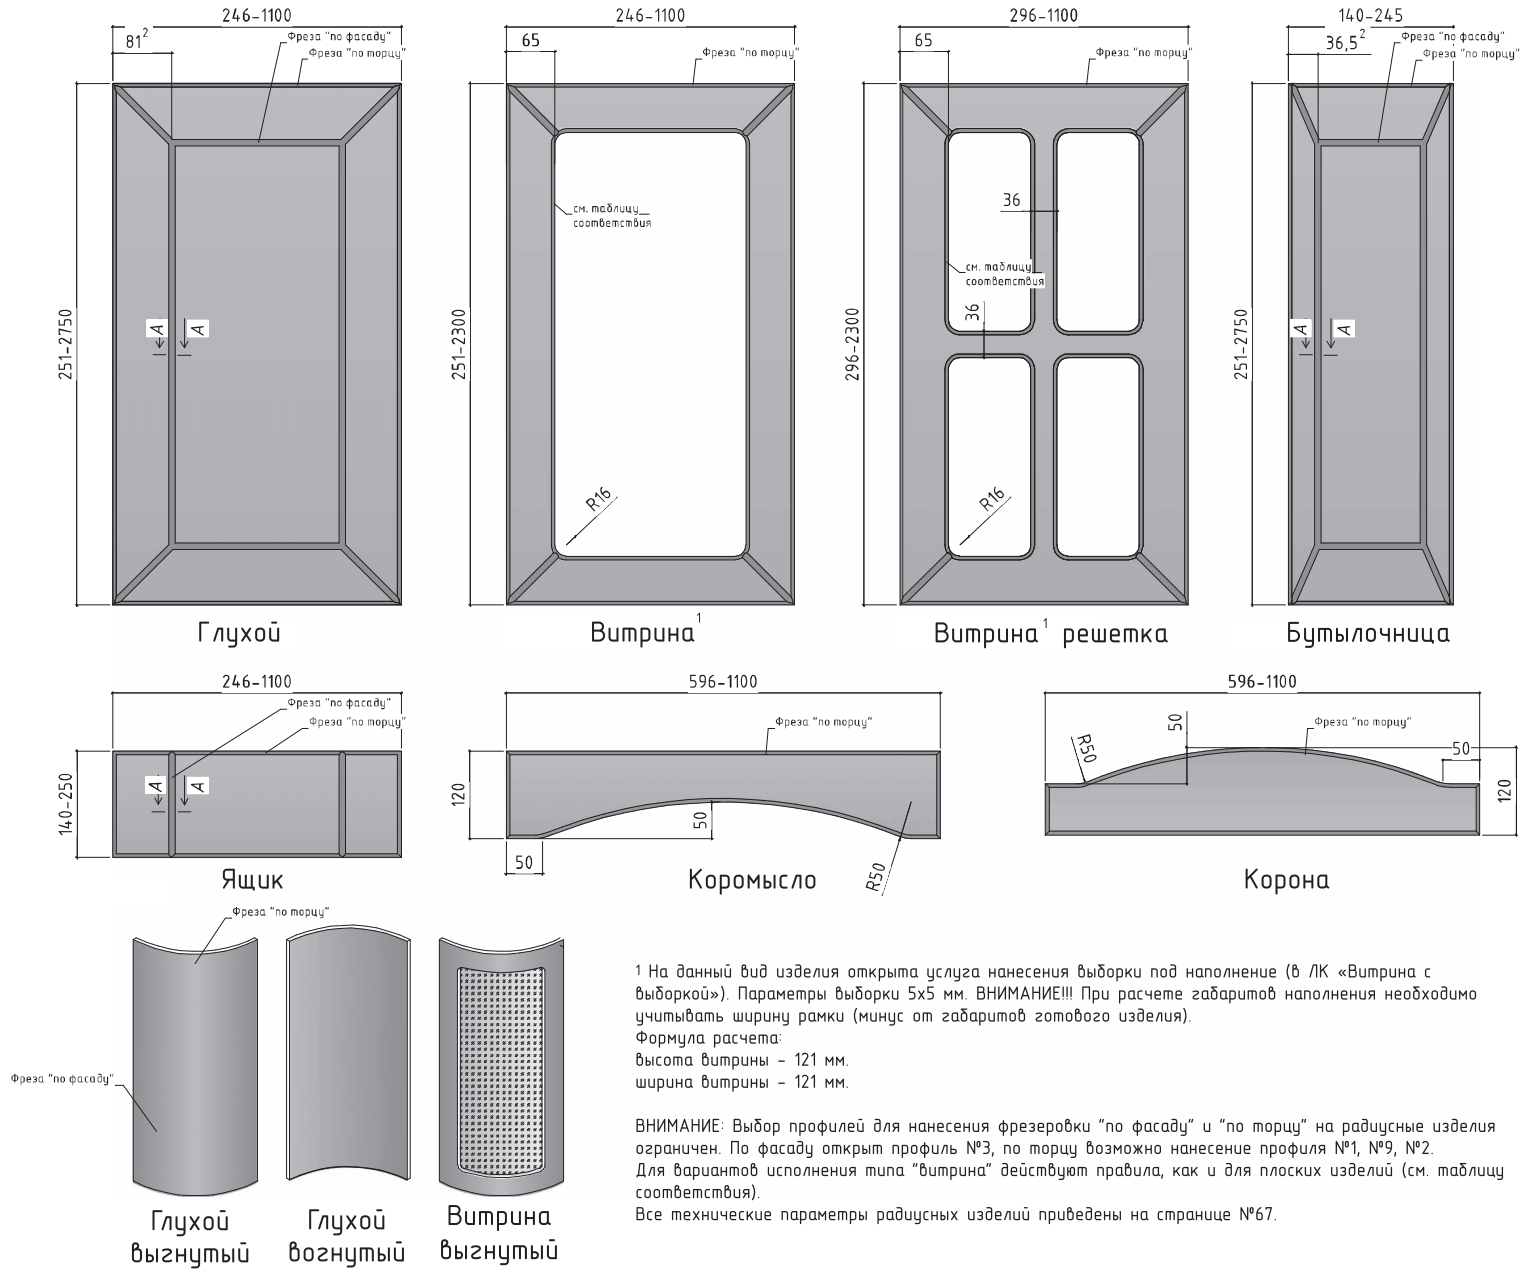 246-1100
81²
Фреза "по фасаду"
Фреза "по торцу"
251-2750
А
А
Глухой
246-1100
65
Фреза "по торцу"
см. таблицу
соответствия
251-2300
R16
Витрина¹
296-1100
65
Фреза "по торцу"
36
см. таблицу
соответствия
36
296-2300
R16
Витрина¹ решетка
140-245
36,5²
Фреза "по фасаду"
Фреза "по торцу"
251-2750
А
А
Бутылочница
246-1100
Фреза "по фасаду"
Фреза "по торцу"
140-250
А
А
Ящик
596-1100
Фреза "по торцу"
120
50
50
R50
Коромысло
596-1100
50
Фреза "по торцу"
R50
50
120
Корона
Фреза "по торцу"
Фреза "по фасаду"
Глухой
выгнутый
Глухой
вогнутый
Витрина
выгнутый
¹ На данный вид изделия открыта услуга нанесения выборки под наполнение (в ЛК «Витрина с
выборкой»). Параметры выборки 5х5 мм. ВНИМАНИЕ!!! При расчете габаритов наполнения необходимо
учитывать ширину рамки (минус от габаритов готового изделия).
Формула расчета:
высота витрины - 121 мм.
ширина витрины - 121 мм.
ВНИМАНИЕ: Выбор профилей для нанесения фрезеровки "по фасаду" и "по торцу" на радиусные изделия
ограничен. По фасаду открыт профиль №3, по торцу возможно нанесение профиля №1, №9, №2.
Для вариантов исполнения типа "витрина" действуют правила, как и для плоских изделий (см. таблицу
соответствия).
Все технические параметры радиусных изделий приведены на странице №67.